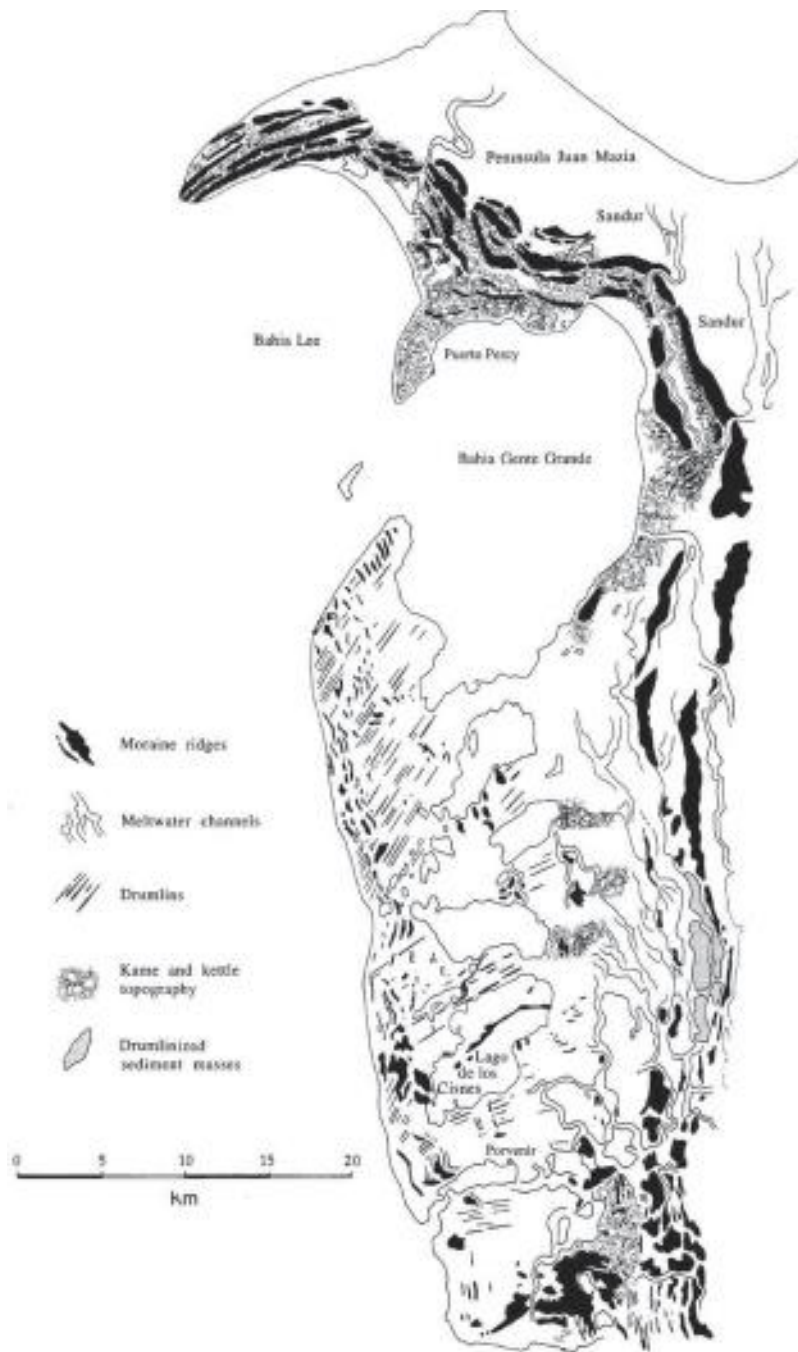 Peninsula Juan Mazia
Sandur
Sandur
Bahia Lee
Puerto Percy
Bahia Gente Grande
Moraine ridges
Meltwater channels
Drumlins
Kame and kettle
topography
Drumlinized
sediment masses
Lago
de los
Cisnes
Porvenir
0 5 10 15 20
km